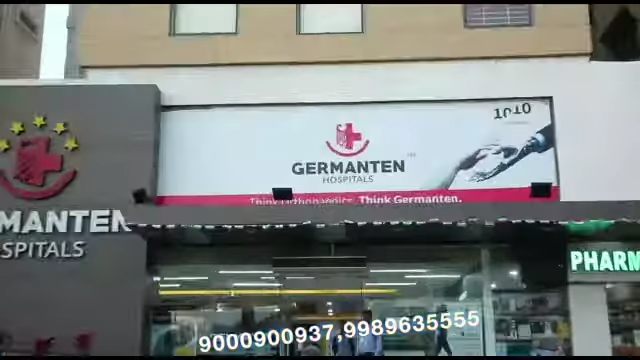 1010
GERMANTEN
HOSPITALS
Think Orthopaedics. Think Germanten.
MANTEN
SPITALS
PHARM
9000900937,9989635555